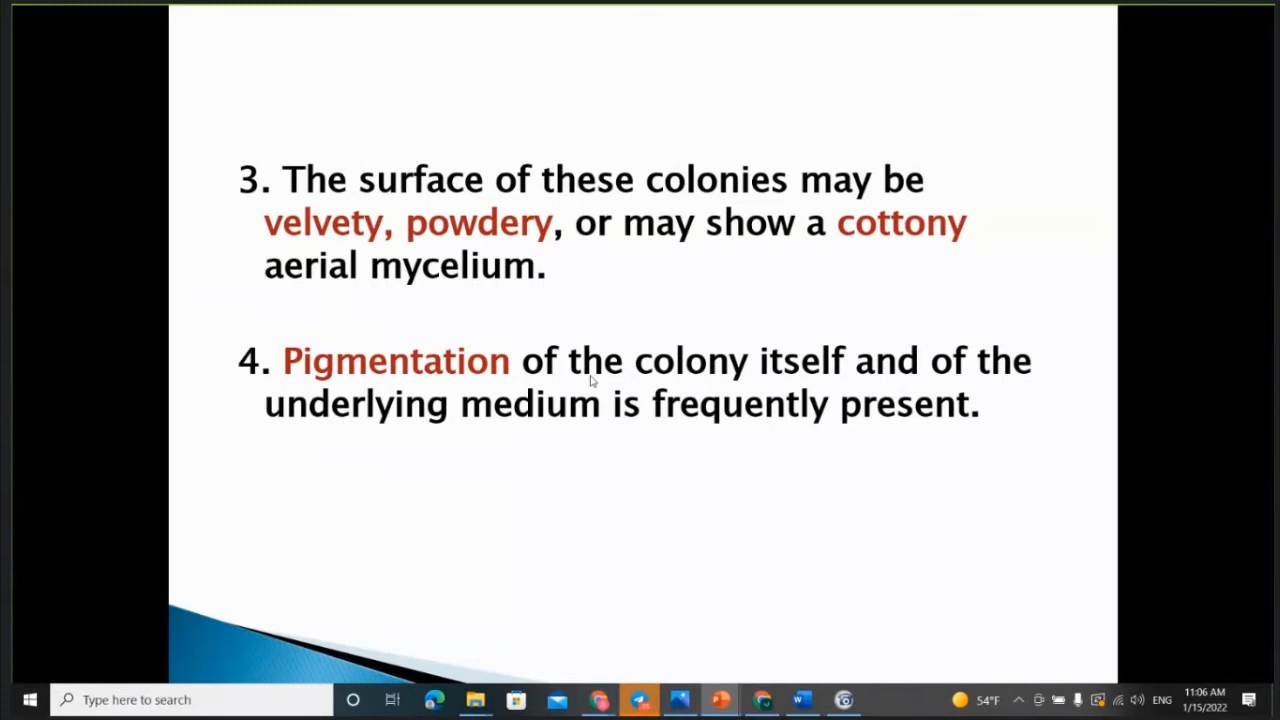 3. The surface of these colonies may be
velvety, powdery, or may show a cottony
aerial mycelium.
4. Pigmentation of the colony itself and of the
underlying medium is frequently present.
Type here to search
54°F
ENG
11:06 AM
1/15/2022